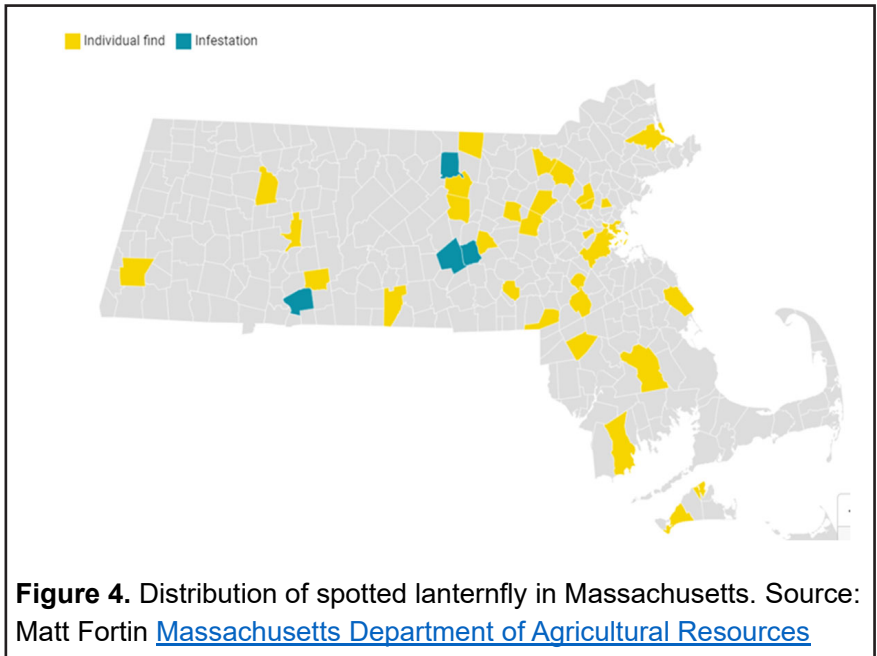 Individual find Infestation
Figure 4. Distribution of spotted lanternfly in Massachusetts. Source:
Matt Fortin Massachusetts Department of Agricultural Resources